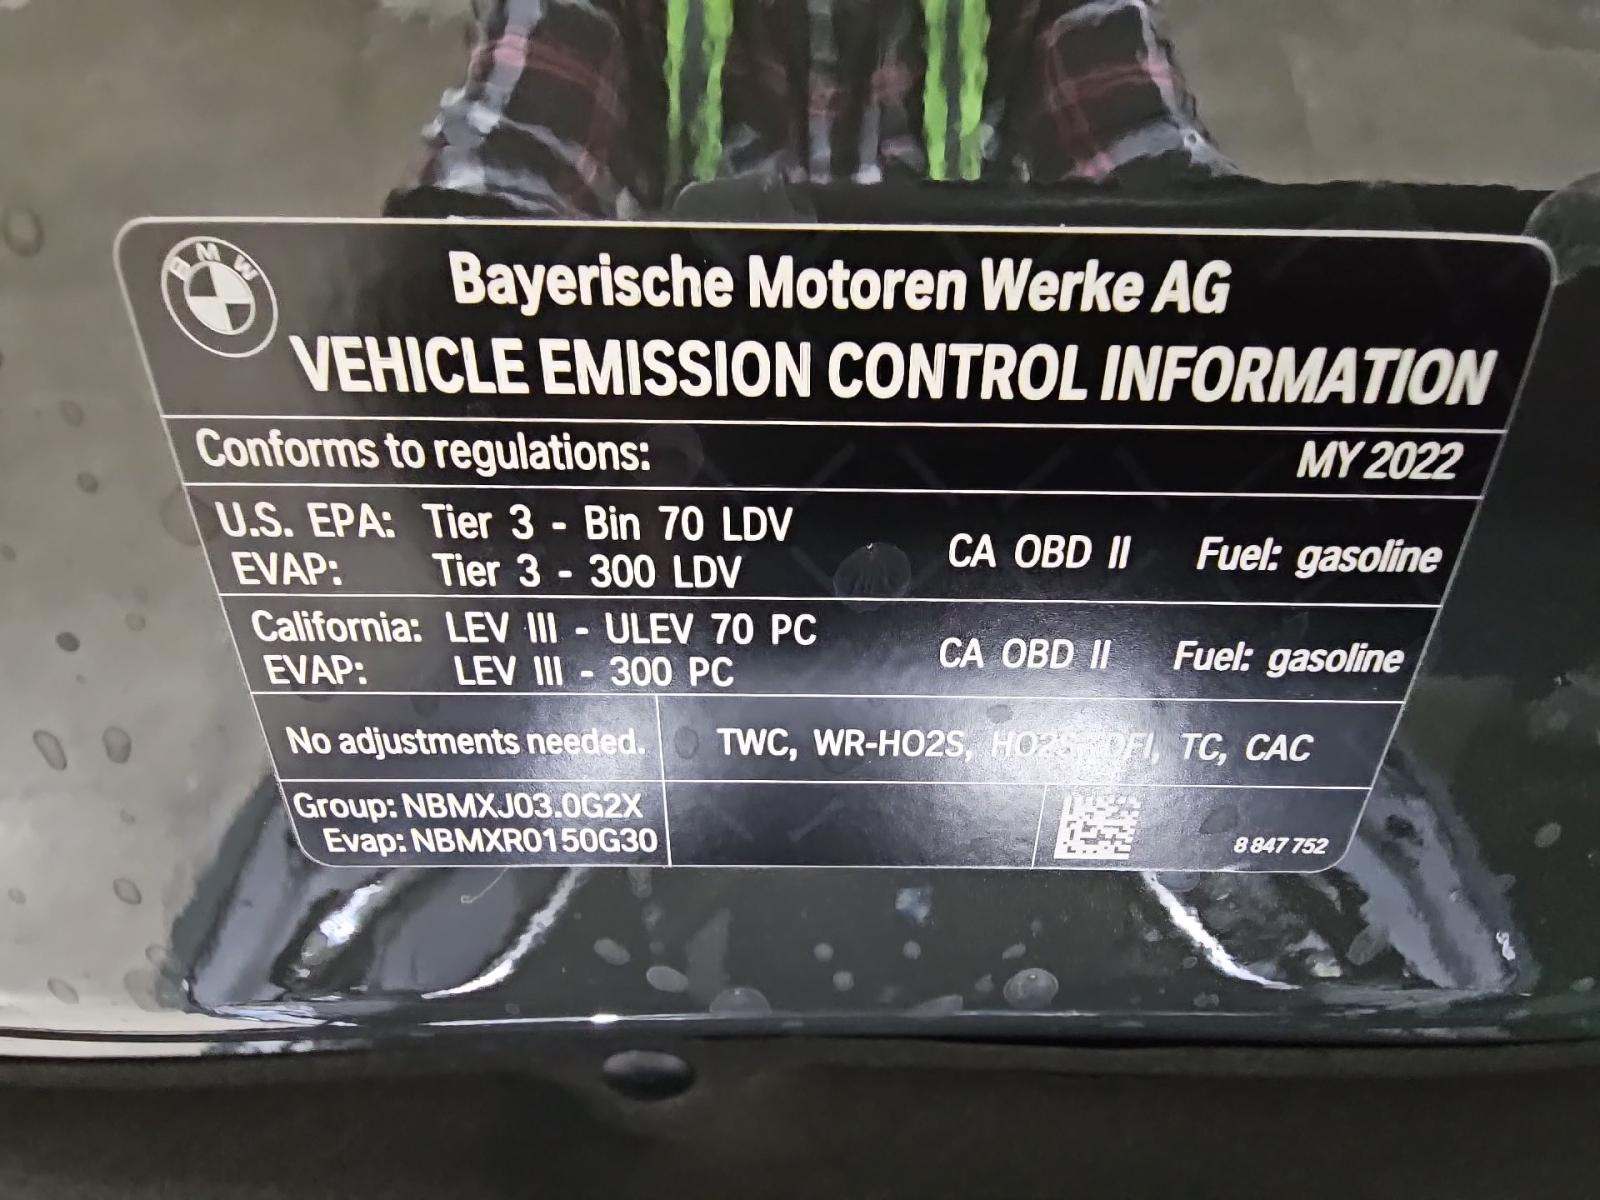 BMW
Bayerische Motoren Werke AG
VEHICLE EMISSION CONTROL INFORMATION
Conforms to regulations: MY 2022
U.S. EPA: Tier 3 - Bin 70 LDV CA OBD II Fuel: gasoline
EVAP: Tier 3 - 300 LDV
California: LEV III - ULEV 70 PC CA OBD II Fuel: gasoline
EVAP: LEV III - 300 PC
No adjustments needed. TWC, WR-HO2S, HO2S, DFI, TC, CAC
Group: NBMXJ03.0G2X
Evap: NBMXR0150G30
8 847 752